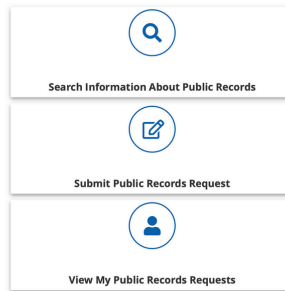 Search Information About Public Records
Submit Public Records Request
View My Public Records Requests